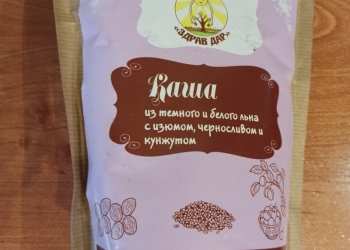 «ЗДРАВ ДАР»
Каша
из темного и белого льна
с изюмом, черносливом и
кунжутом